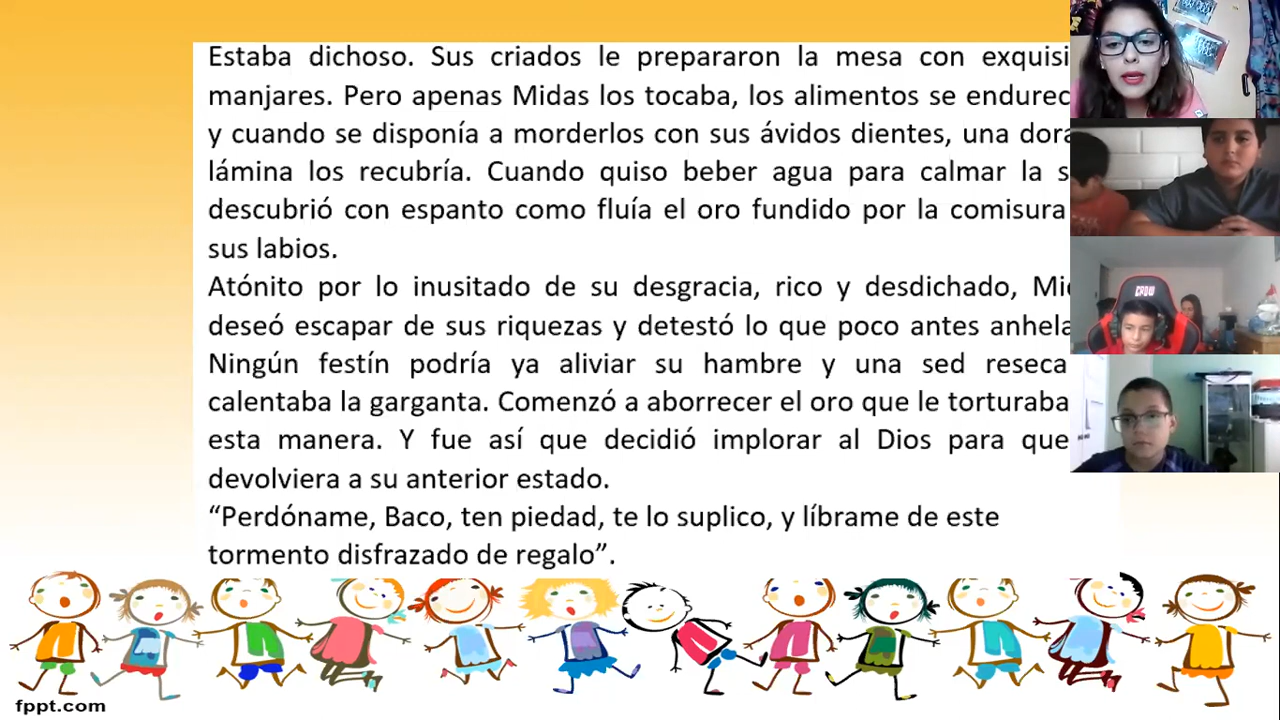 Estaba dichoso. Sus criados le prepararon la mesa con
manjares. Pero apenas Midas los tocaba, los alimentos se
y cuando se disponía a morderlos con sus ávidos dientes, una
lámina los recubría. Cuando quiso beber agua para calmar la
descubrió con espanto como fluía el oro fundido por la comisura
sus labios.
Atónito por lo inusitado de su desgracia, rico y desdichado,
deseó escapar de sus riquezas y detestó lo que poco antes
Ningún festín podría ya aliviar su hambre y una sed reseca
calentaba la garganta. Comenzó a aborrecer el oro que le torturaba
esta manera. Y fue así que decidió implorar al Dios para que
devolviera a su anterior estado.
“Perdóname, Baco, ten piedad, te lo suplico, y líbrame de este
tormento disfrazado de regalo”.
fppt.com
CROW